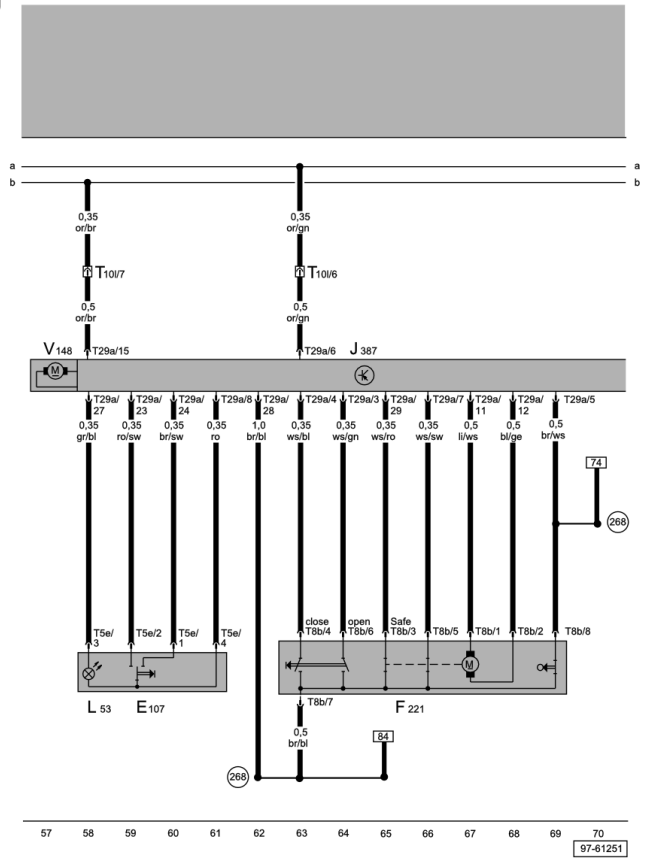 a a
b b
0,35 0,35
or/br or/gn
T10l/7 T10l/6
0,5 0,5
or/br or/gn
V148 T29a/15 T29a/6 J387
M
T29a/ T29a/ T29a/ T29a/8 T29a/ T29a/4 T29a/3 T29a/ T29a/7 T29a/ T29a/ T29a/5
27 23 24 28 29 11 12
0,35 0,35 0,35 0,35 1,0 0,35 0,35 0,35 0,35 0,5 0,5 0,5
gr/bl ro/sw br/sw ro br/bl ws/bl ws/gn ws/ro ws/sw li/ws bl/ge br/ws
74
268
close open Safe
T5e/ T5e/2 T5e/ T5e/ T8b/4 T8b/6 T8b/3 T8b/5 T8b/1 T8b/2 T8b/8
3 1 4
M
T8b/7
L53 E107 F221
0,5
br/bl
84
268
57 58 59 60 61 62 63 64 65 66 67 68 69 70
97-61251